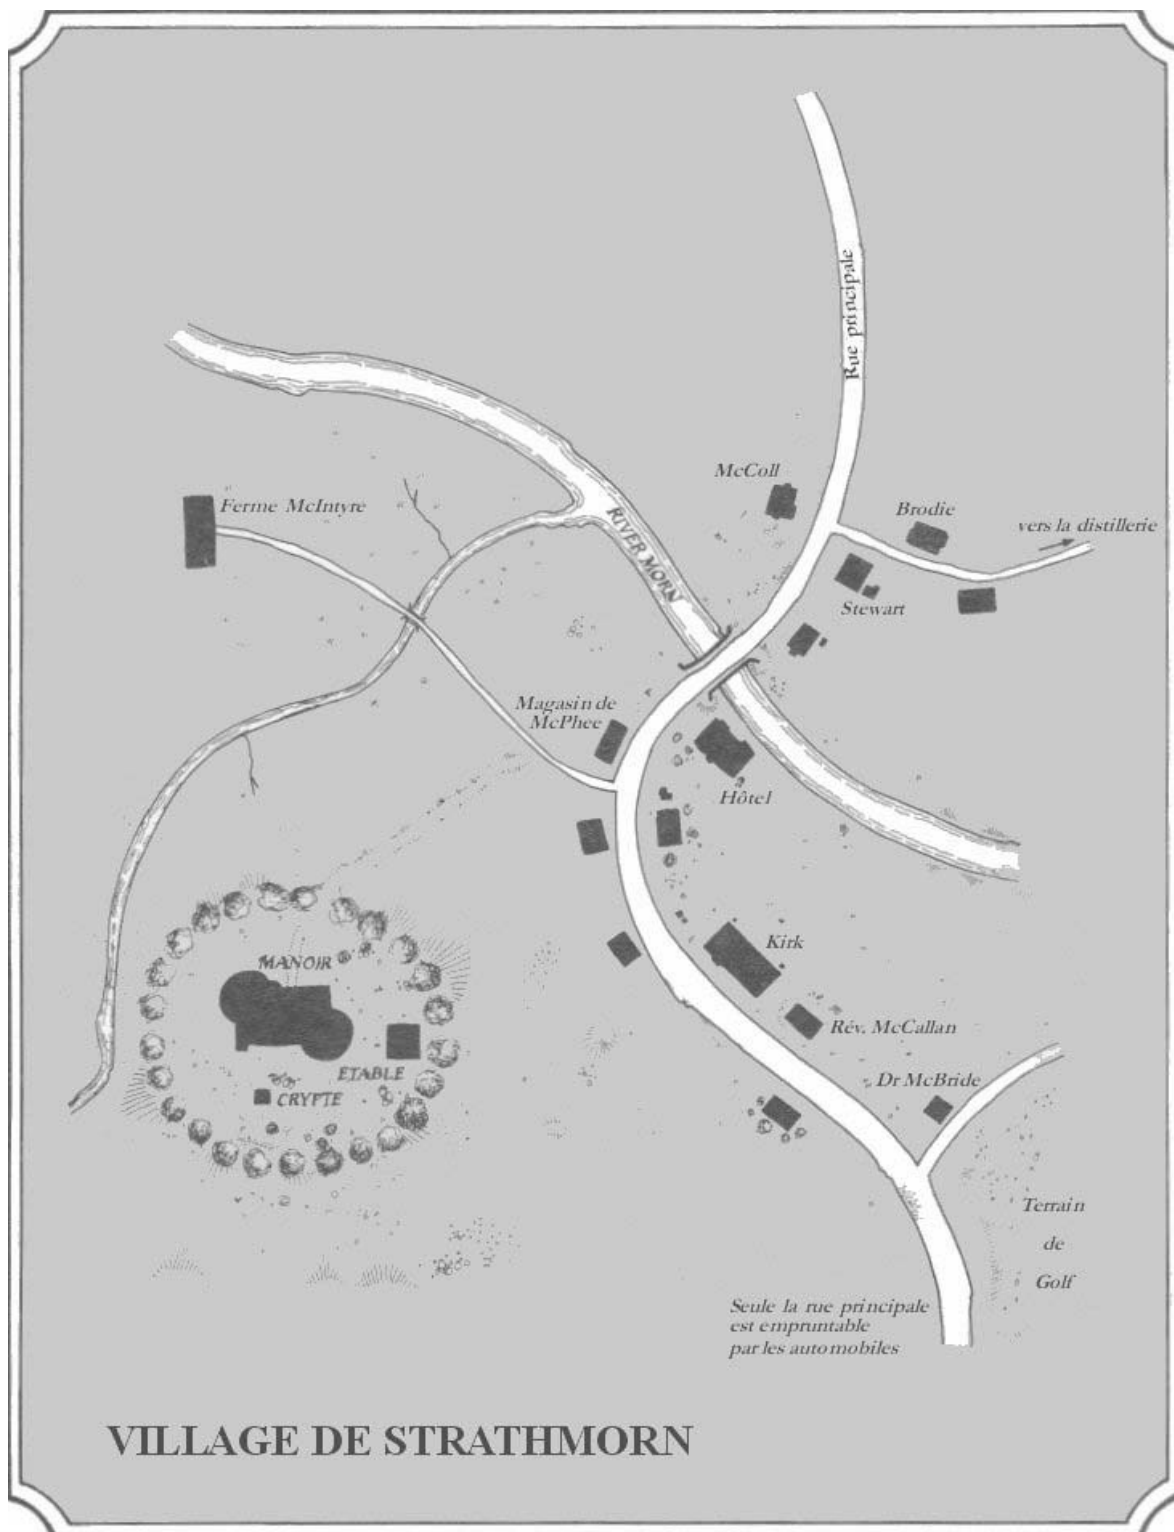 Rue principale
McColl
Ferme McIntyre
Brodie
vers la distillerie
RIVER MORN
Stewart
Magasin de
McPhee
Hôtel
Kirk
MANOIR
Rév. McCallan
ETABLE
Dr McBride
CRYPTE
Terrain
de
Golf
Seule la rue principale
est empruntable
par les automobiles
VILLAGE DE STRATHMORN